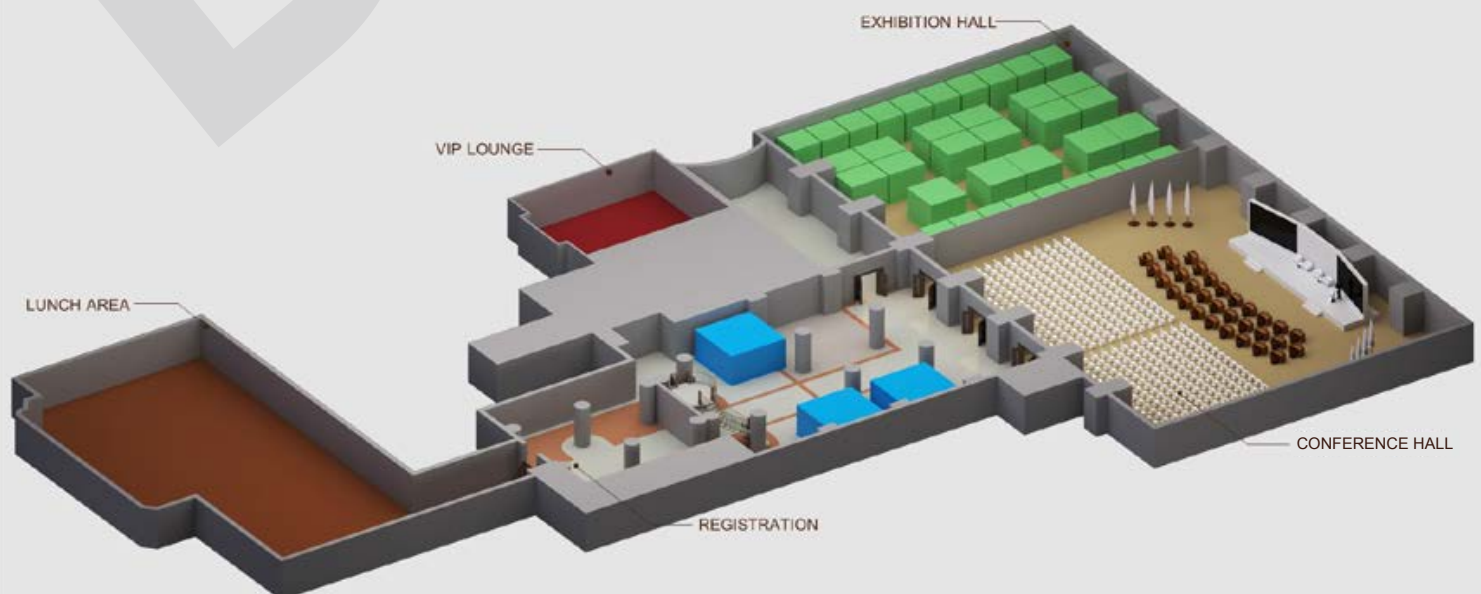 EXHIBITION HALL
VIP LOUNGE
LUNCH AREA
CONFERENCE HALL
REGISTRATION